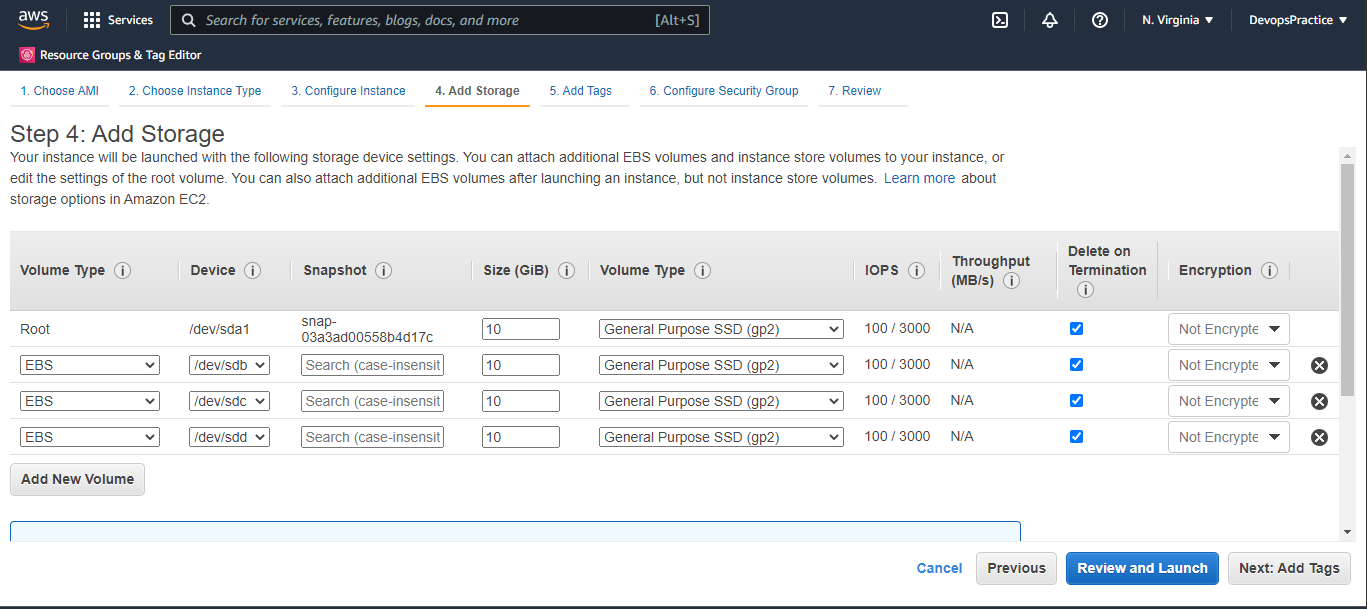 aws
Services
Search for services, features, blogs, docs, and more
[Alt+S]
N. Virginia
DevopsPractice
Resource Groups & Tag Editor
1. Choose AMI
2. Choose Instance Type
3. Configure Instance
4. Add Storage
5. Add Tags
6. Configure Security Group
7. Review
Step 4: Add Storage
Your instance will be launched with the following storage device settings. You can attach additional EBS volumes and instance store volumes to your instance, or
edit the settings of the root volume. You can also attach additional EBS volumes after launching an instance, but not instance store volumes. Learn more about
storage options in Amazon EC2.
Volume Type
Device
Snapshot
Size (GiB)
Volume Type
IOPS
Throughput
(MB/s)
Delete on
Termination
Encryption
Root
/dev/sda1
snap-
03a3ad00558b4d17c
10
General Purpose SSD (gp2)
100 / 3000
N/A
Not Encrypte
EBS
/dev/sdb
Search (case-insensit
10
General Purpose SSD (gp2)
100 / 3000
N/A
Not Encrypte
EBS
/dev/sdc
Search (case-insensit
10
General Purpose SSD (gp2)
100 / 3000
N/A
Not Encrypte
EBS
/dev/sdd
Search (case-insensit
10
General Purpose SSD (gp2)
100 / 3000
N/A
Not Encrypte
Add New Volume
Cancel
Previous
Review and Launch
Next: Add Tags